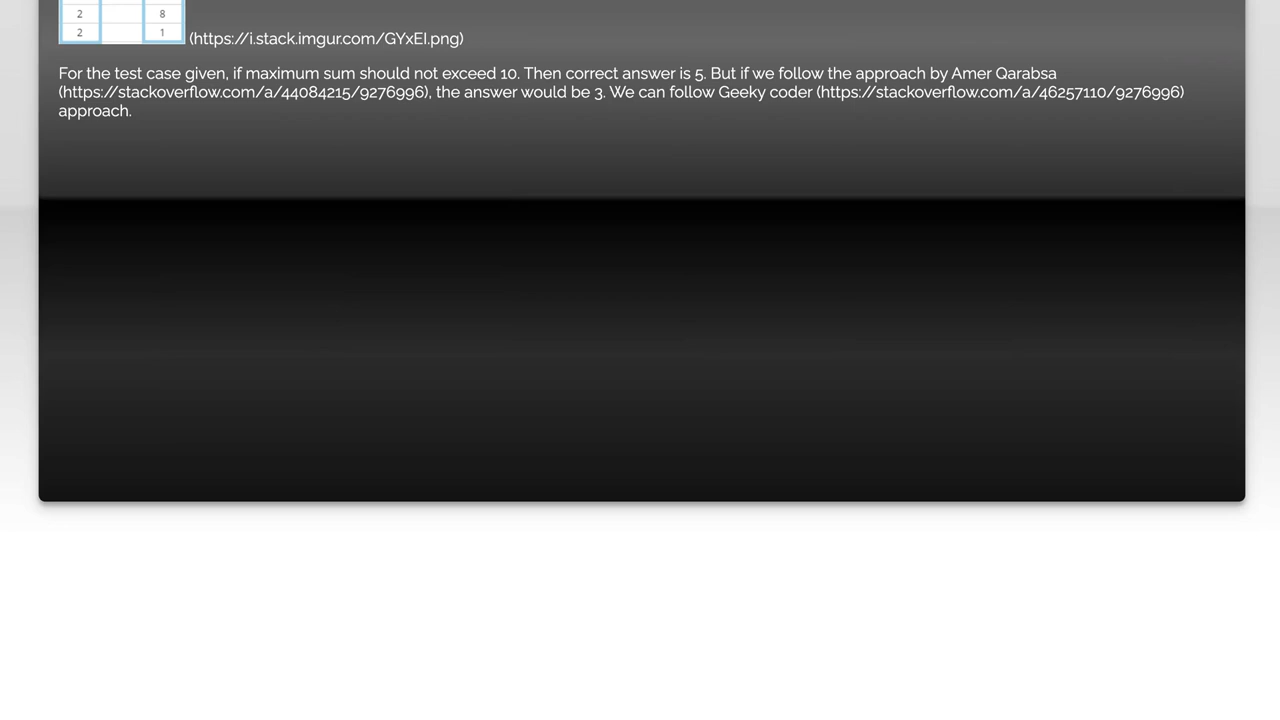 2 8
2 1
(https://i.stack.imgur.com/GYxEI.png)
For the test case given, if maximum sum should not exceed 10. Then correct answer is 5. But if we follow the approach by Amer Qarabsa
(https://stackoverflow.com/a/44084215/9276996), the answer would be 3. We can follow Geeky coder (https://stackoverflow.com/a/46257110/9276996)
approach.